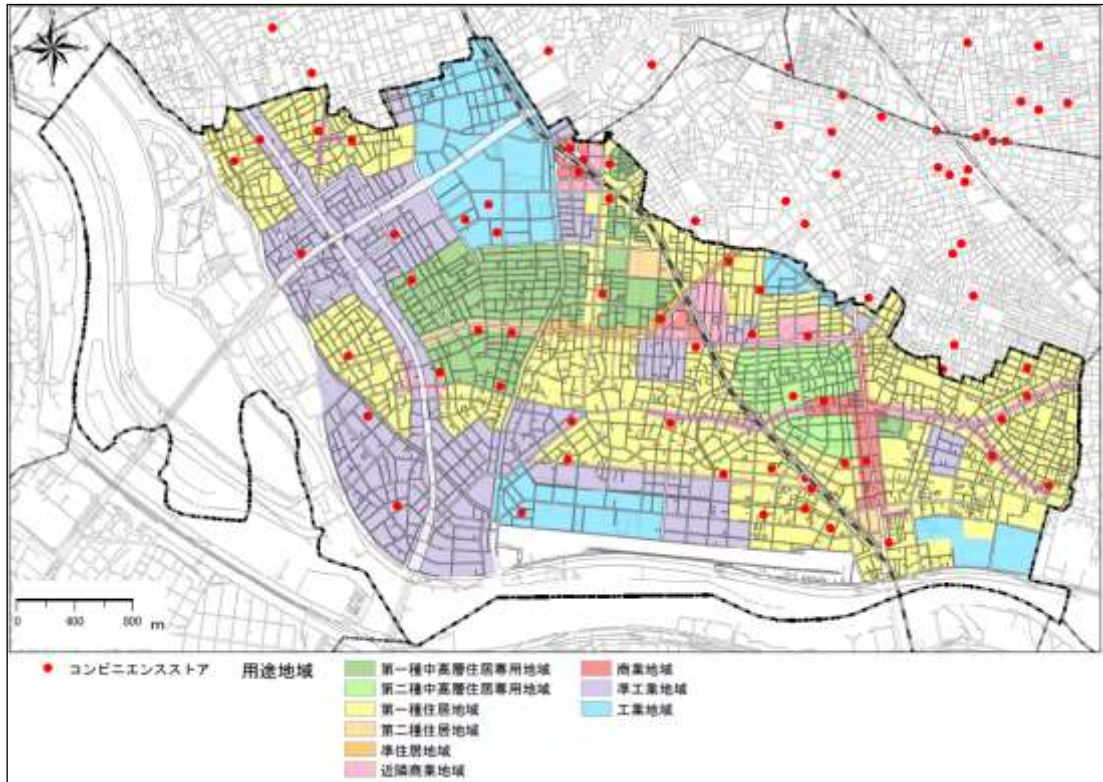 0 400 800 m
コンビニエンスストア
用途地域
第一種中高層住居専用地域
第二種中高層住居専用地域
第一種住居地域
第二種住居地域
準住居地域
近隣商業地域
商業地域
準工業地域
工業地域